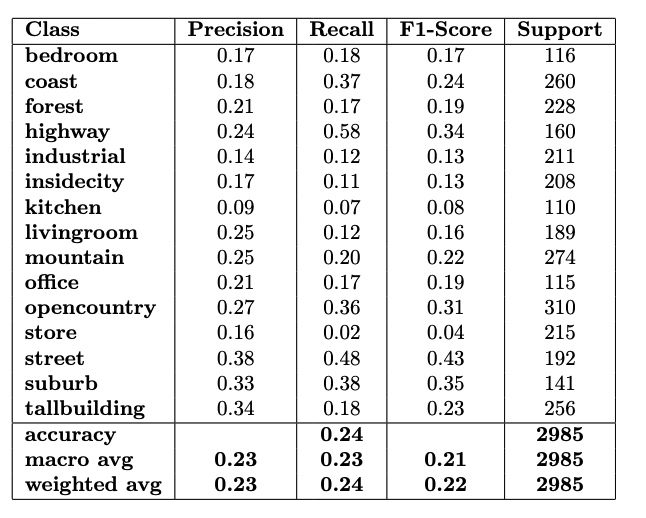 Class Precision Recall F1-Score Support
bedroom 0.17 0.18 0.17 116
coast 0.18 0.37 0.24 260
forest 0.21 0.17 0.19 228
highway 0.24 0.58 0.34 160
industrial 0.14 0.12 0.13 211
insidecity 0.17 0.11 0.13 208
kitchen 0.09 0.07 0.08 110
livingroom 0.25 0.12 0.16 189
mountain 0.25 0.20 0.22 274
office 0.21 0.17 0.19 115
opencountry 0.27 0.36 0.31 310
store 0.16 0.02 0.04 215
street 0.38 0.48 0.43 192
suburb 0.33 0.38 0.35 141
tallbuilding 0.34 0.18 0.23 256
accuracy 0.24 2985
macro avg 0.23 0.23 0.21 2985
weighted avg 0.23 0.24 0.22 2985